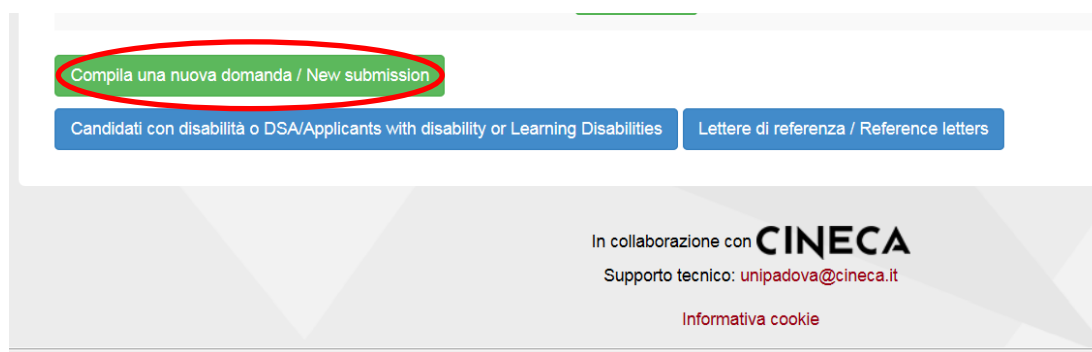 Compila una nuova domanda / New submission
Candidati con disabilità o DSA/Applicants with disability or Learning Disabilities
Lettere di referenza / Reference letters
In collaborazione con CINECA
Supporto tecnico: unipadova@cineca.it
Informativa cookie